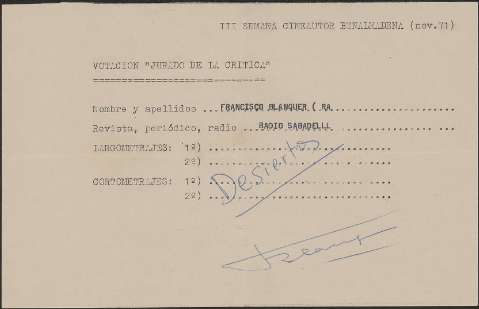 III SEMANA CINEAUTOR BENALMADENA (nov.71)
VOTACION "JURADO DE LA CRITICA"
===========================
Nombre y apellidos ...FRANCISCO BLANQUER ( RA.....................
Revista, periódico, radio ...RADIO SABADELL.....................
LARGOMETRAJES: 1º) ..................................
2º) ..................................
Desiertos
CORTOMETRAJES: 1º) ..................................
2º) ..................................